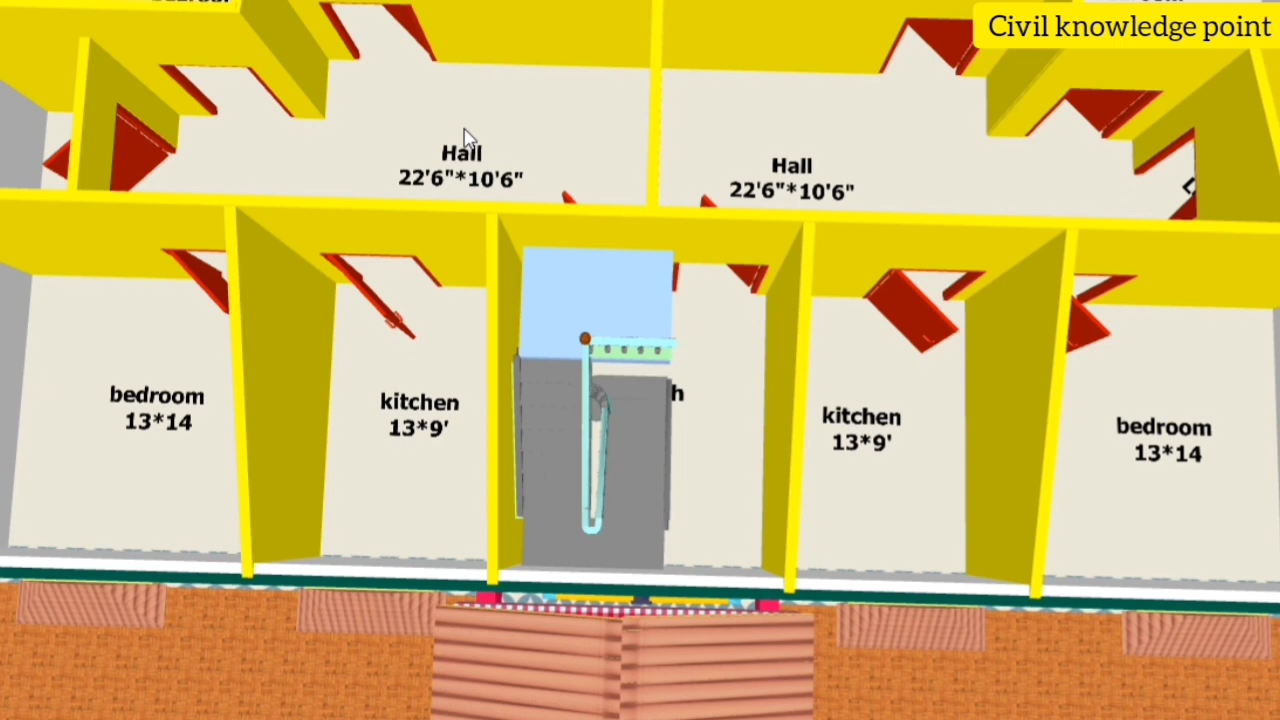 Civil knowledge point
Hall
22'6"*10'6"
Hall
22'6"*10'6"
bedroom
13*14
kitchen
13*9'
h
kitchen
13*9'
bedroom
13*14